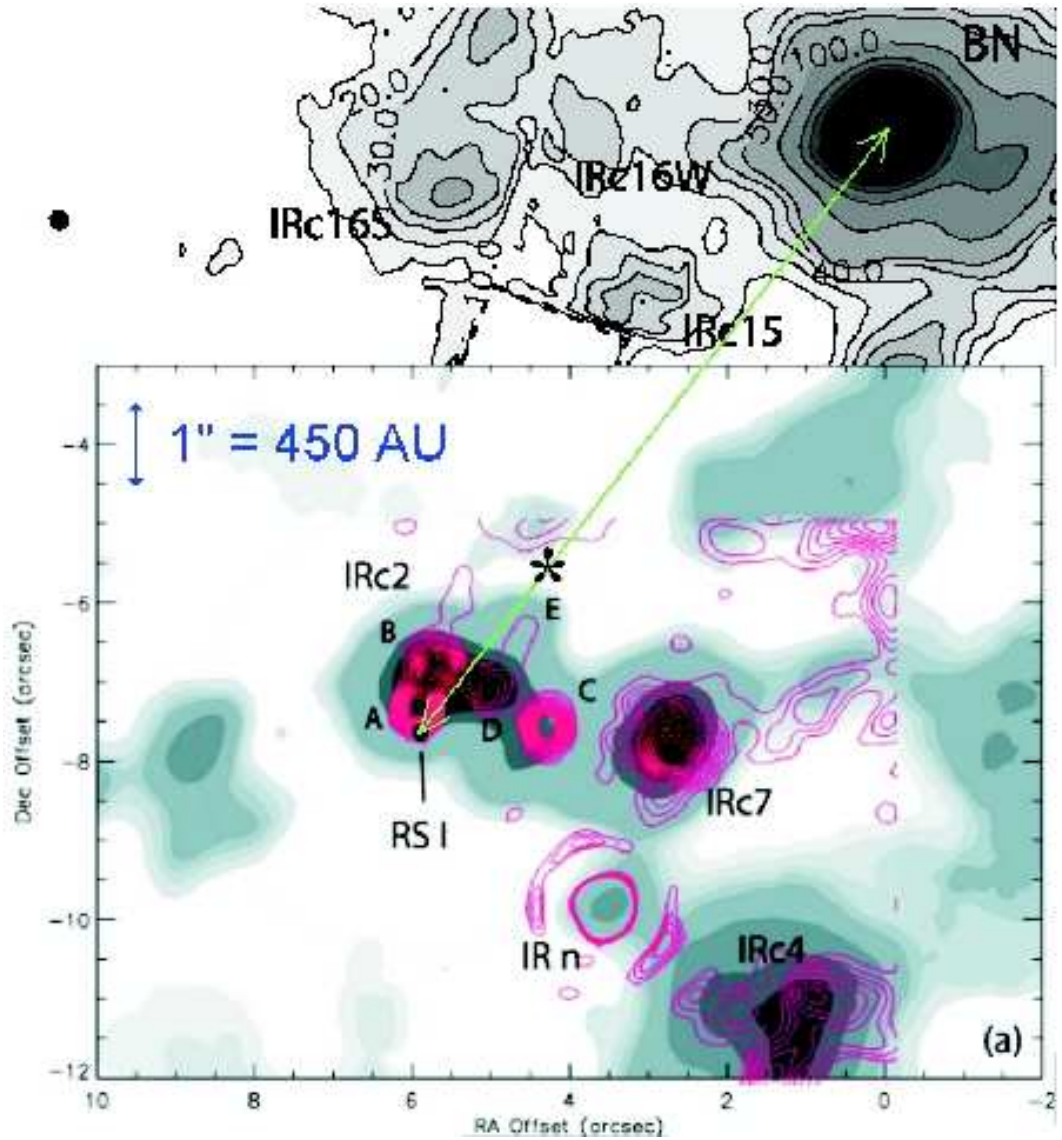 BN
100.0
20.0
50.0
30.0
IRc16W
IRc16S
40.0
IRc15
1" = 450 AU
-4
IRc2
-6
E
B
C
A
D
-8
IRc7
RS I
Dec Offset (arcsec)
-10
IR n
IRc4
(a)
-12
10
8
6
4
2
0
-2
RA Offset (arcsec)